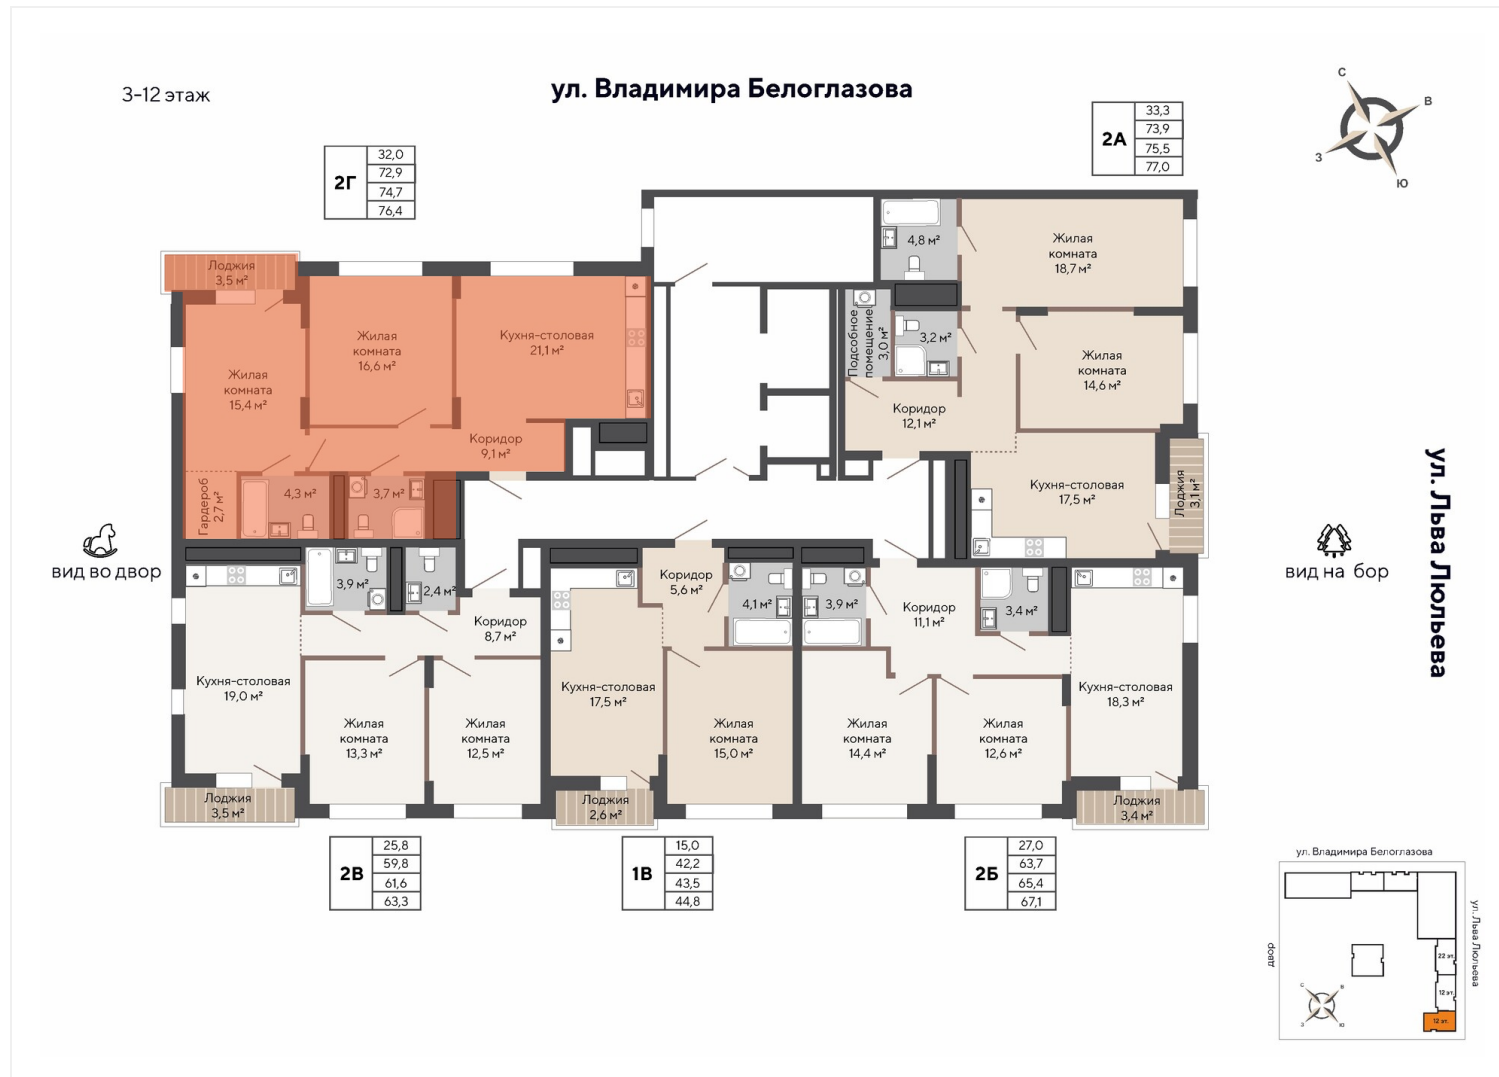 3-12 этаж
ул. Владимира Белоглазова
С
В
З
Ю
2Г
32,0
72,9
74,7
76,4
2А
33,3
73,9
75,5
77,0
Лоджия
3,5 м²
Жилая
комната
15,4 м²
Жилая
комната
16,6 м²
Кухня-столовая
21,1 м²
Коридор
9,1 м²
Гардероб
2,7 м²
4,3 м²
3,7 м²
4,8 м²
Жилая
комната
18,7 м²
Подсобное
помещение
3,0 м²
3,2 м²
Жилая
комната
14,6 м²
Коридор
12,1 м²
Кухня-столовая
17,5 м²
Лоджия
3,1 м²
ул. Льва Люльева
вид во двор
вид на бор
3,9 м²
2,4 м²
Коридор
8,7 м²
Кухня-столовая
19,0 м²
Жилая
комната
13,3 м²
Жилая
комната
12,5 м²
Лоджия
3,5 м²
Коридор
5,6 м²
4,1 м²
Кухня-столовая
17,5 м²
Жилая
комната
15,0 м²
Лоджия
2,6 м²
3,9 м²
Коридор
11,1 м²
3,4 м²
Жилая
комната
14,4 м²
Жилая
комната
12,6 м²
Кухня-столовая
18,3 м²
Лоджия
3,4 м²
2В
25,8
59,8
61,6
63,3
1В
15,0
42,2
43,5
44,8
2Б
27,0
63,7
65,4
67,1
ул. Владимира Белоглазова
ул. Льва Люльева
двор
22 эт.
12 эт.
12 эт.
С
В
З
Ю